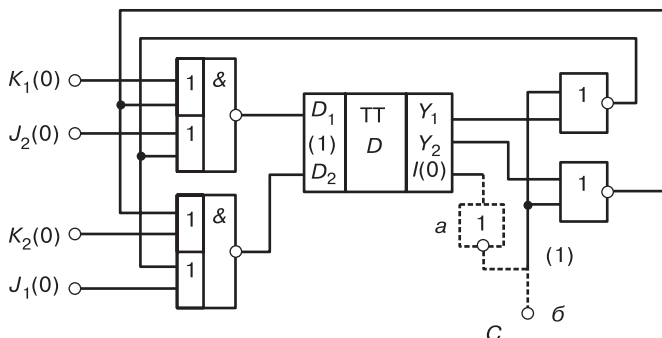 K₁(0)
J₂(0)
1
1
&
K₂(0)
J₁(0)
1
1
&
D₁
(1)
D₂
TT
D
Y₁
Y₂
I(0)
1
1
a
1
(1)
б
C